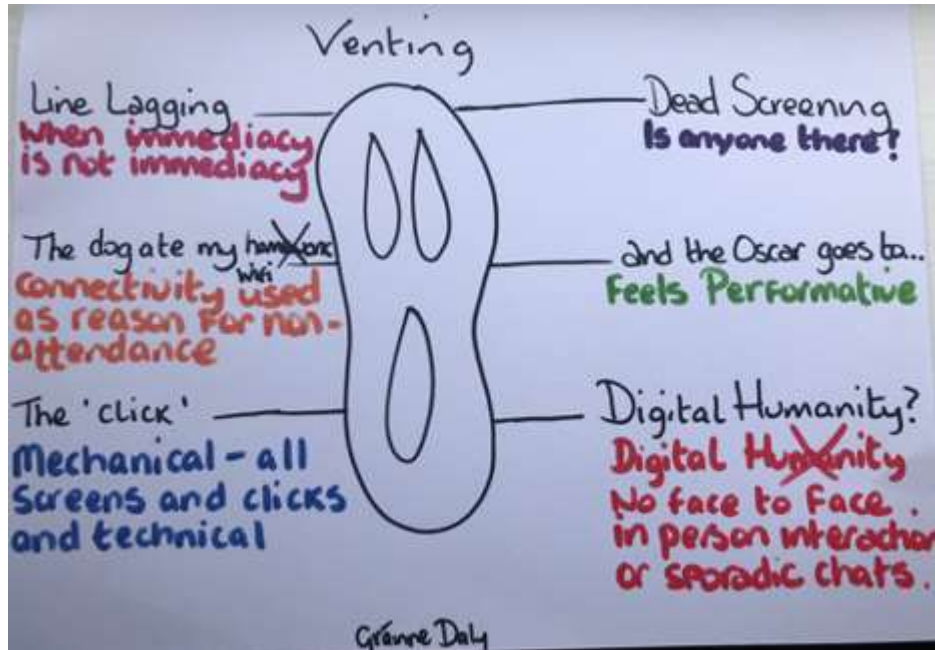 Venting
Line Lagging
When immediacy
is not immediacy
The dog ate my homework
wifi
Connectivity used
as reason for non-
attendance
The 'click'
Mechanical - all
screens and clicks
and technical
Dead Screening
Is anyone there?
and the Oscar goes to...
Feels Performative
Digital Humanity?
Digital Humanity
No face to face.
in person interaction
or sporadic chats.
Gráinne Daly